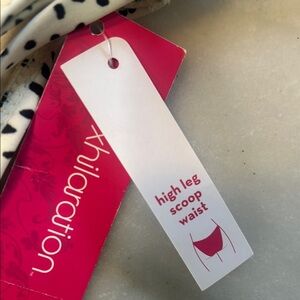 xhilaration.
high leg
scoop
waist